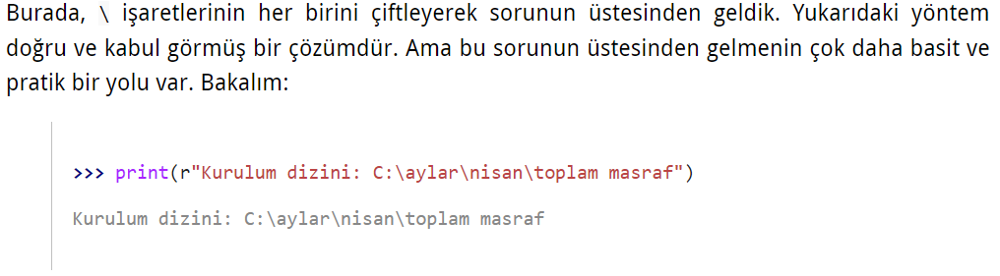 Burada, \ işaretlerinin her birini çiftleyerek sorunun üstesinden geldik. Yukarıdaki yöntem
doğru ve kabul görmüş bir çözümdür. Ama bu sorunun üstesinden gelmenin çok daha basit ve
pratik bir yolu var. Bakalım:
>>> print(r"Kurulum dizini: C:\aylar\nisan\toplam masraf")
Kurulum dizini: C:\aylar\nisan\toplam masraf